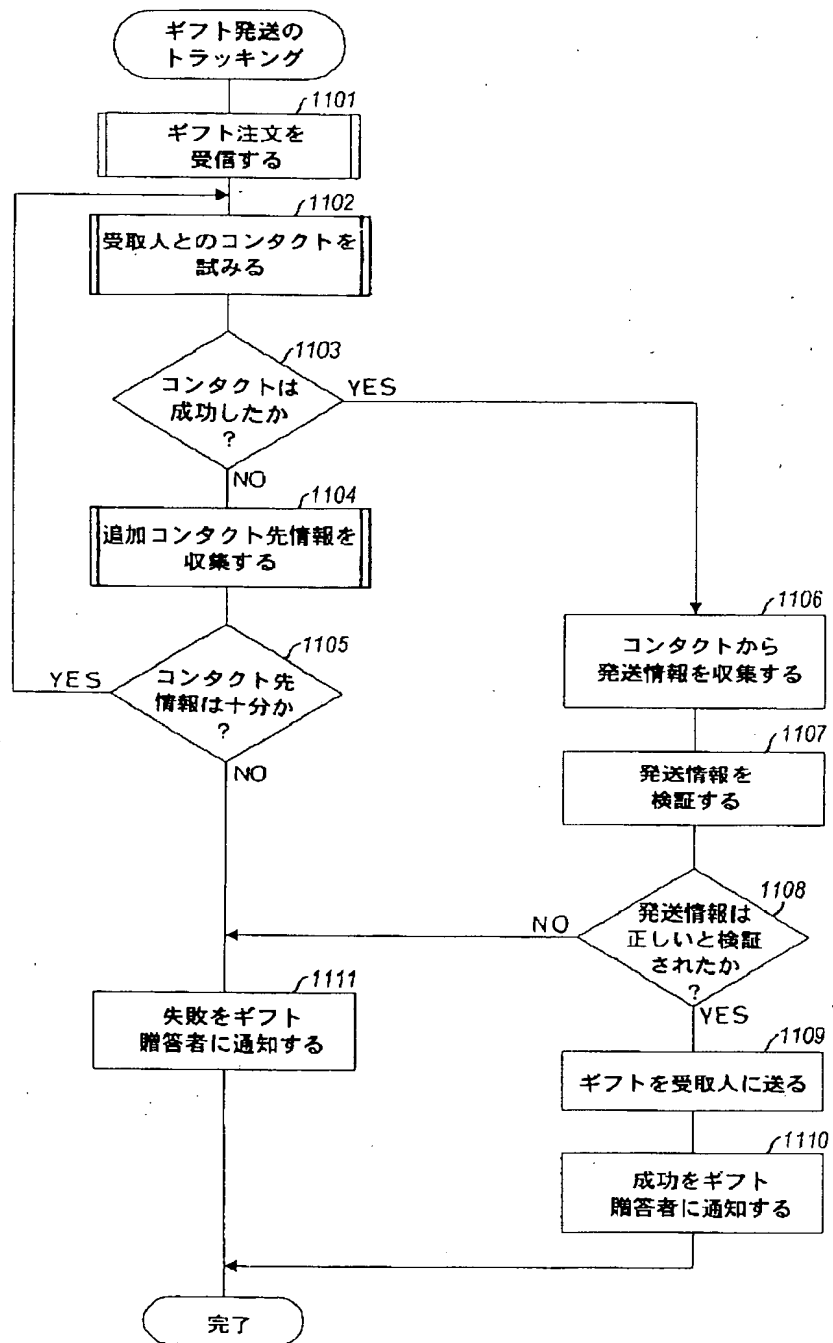 ギフト発送の
トラッキング
1101
ギフト注文を
受信する
1102
受取人とのコンタクトを
試みる
1103
コンタクトは
成功したか
?
YES
NO
1104
追加コンタクト先情報を
収集する
1105
コンタクト先
情報は十分か
?
YES
NO
1106
コンタクトから
発送情報を収集する
1107
発送情報を
検証する
1108
発送情報は
正しいと検証
されたか
?
NO
YES
1111
失敗をギフト
贈答者に通知する
1109
ギフトを受取人に送る
1110
成功をギフト
贈答者に通知する
完了